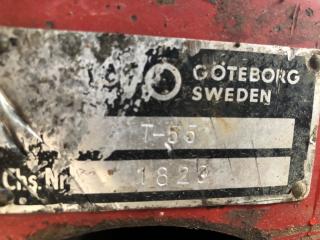 GÖTEBORG
SWEDEN
T-55
Chs. Nr.
1823